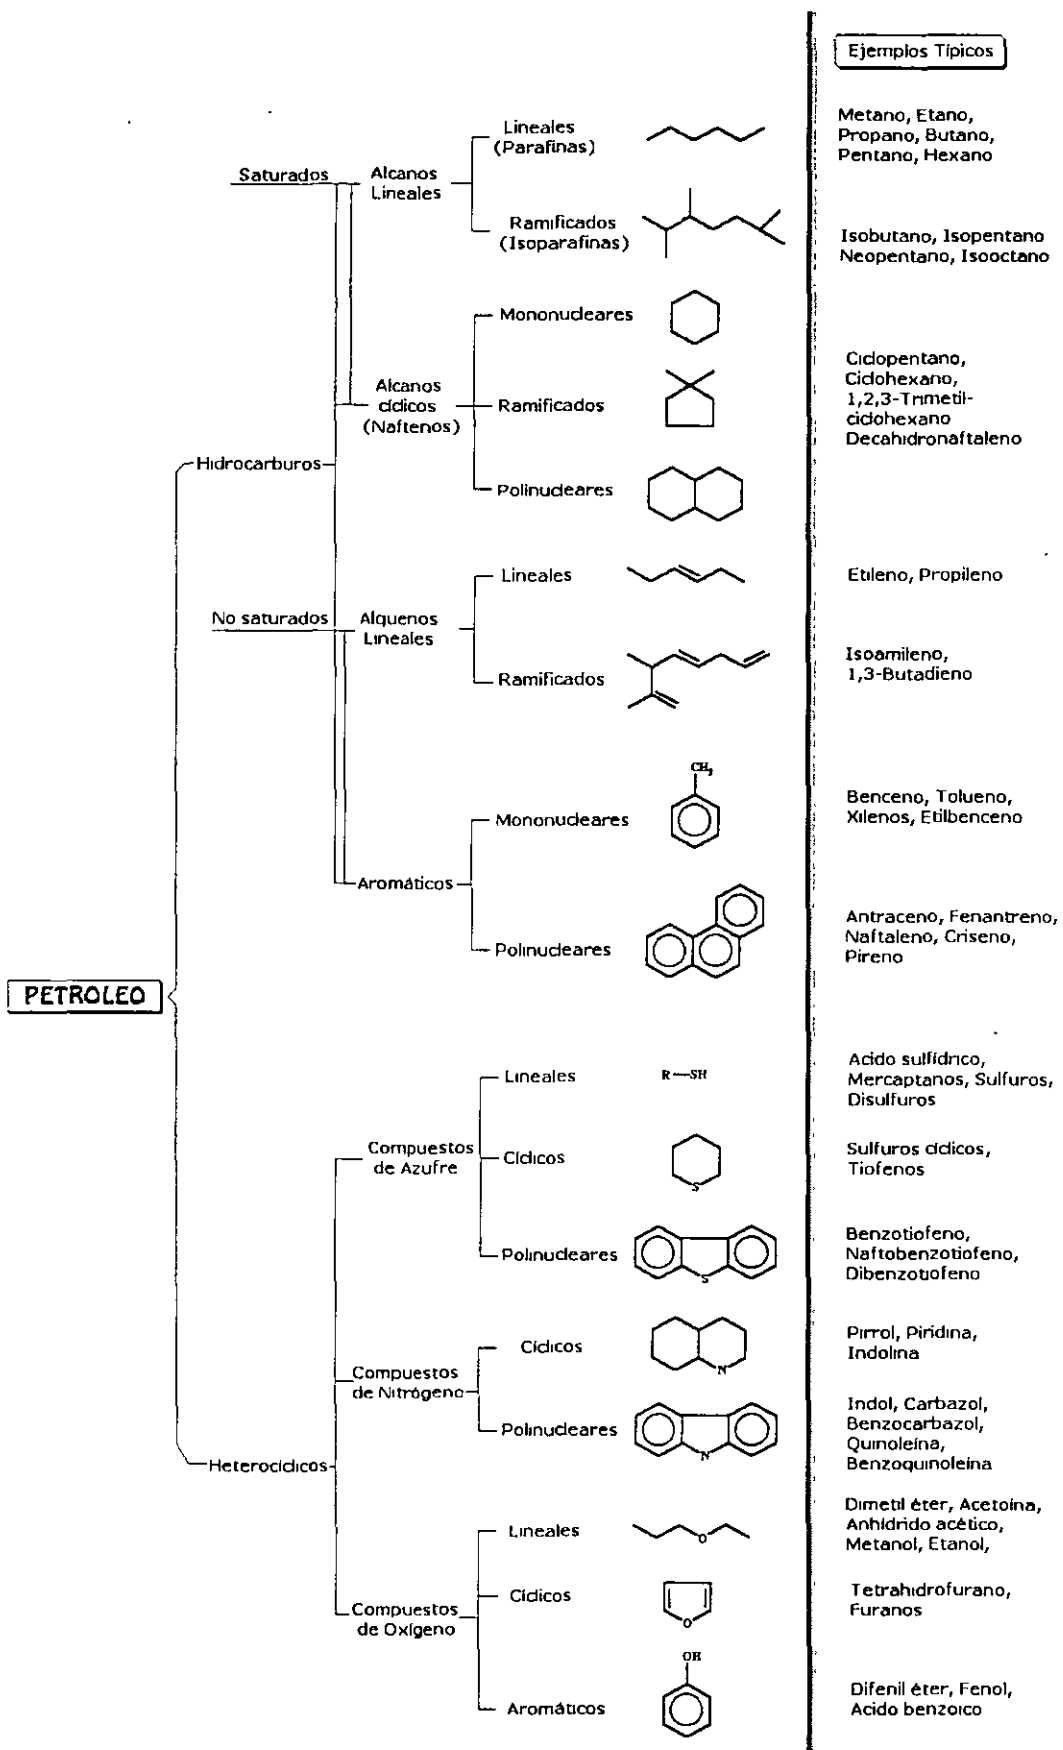 Ejemplos Típicos
Lineales
(Parafinas)
Metano, Etano,
Propano, Butano,
Pentano, Hexano
Saturados
Alcanos
Lineales
Ramificados
(Isoparafinas)
Isobutano, Isopentano
Neopentano, Isooctano
Mononucleares
Alcanos
cíclicos
(Naftenos)
Ramificados
Ciclopentano,
Ciclohexano,
1,2,3-Trimetil-
ciclohexano
Decahidronaftaleno
Hidrocarburos
Polinucleares
Lineales
Etileno, Propileno
No saturados
Alquenos
Lineales
Ramificados
Isoamileno,
1,3-Butadieno
CH3
Mononucleares
Benceno, Tolueno,
Xilenos, Etilbenceno
Aromáticos
Polinucleares
Antraceno, Fenantreno,
Naftaleno, Criseno,
Pireno
PETROLEO
Lineales
R—SH
Acido sulfídrico,
Mercaptanos, Sulfuros,
Disulfuros
Compuestos
de Azufre
Cíclicos
S
Sulfuros cíclicos,
Tiofenos
Polinucleares
S
Benzotiofeno,
Naftobenzotiofeno,
Dibenzotiofeno
Cíclicos
N
Pirrol, Piridina,
Indolina
Compuestos
de Nitrógeno
Polinucleares
N
Indol, Carbazol,
Benzocarbazol,
Quinoleína,
Benzoquinoleína
Heterocíclicos
Lineales
O
Dimetil éter, Acetoína,
Anhídrido acético,
Metanol, Etanol,
Cíclicos
O
Tetrahidrofurano,
Furanos
Compuestos
de Oxígeno
OH
Aromáticos
Difenil éter, Fenol,
Acido benzoico